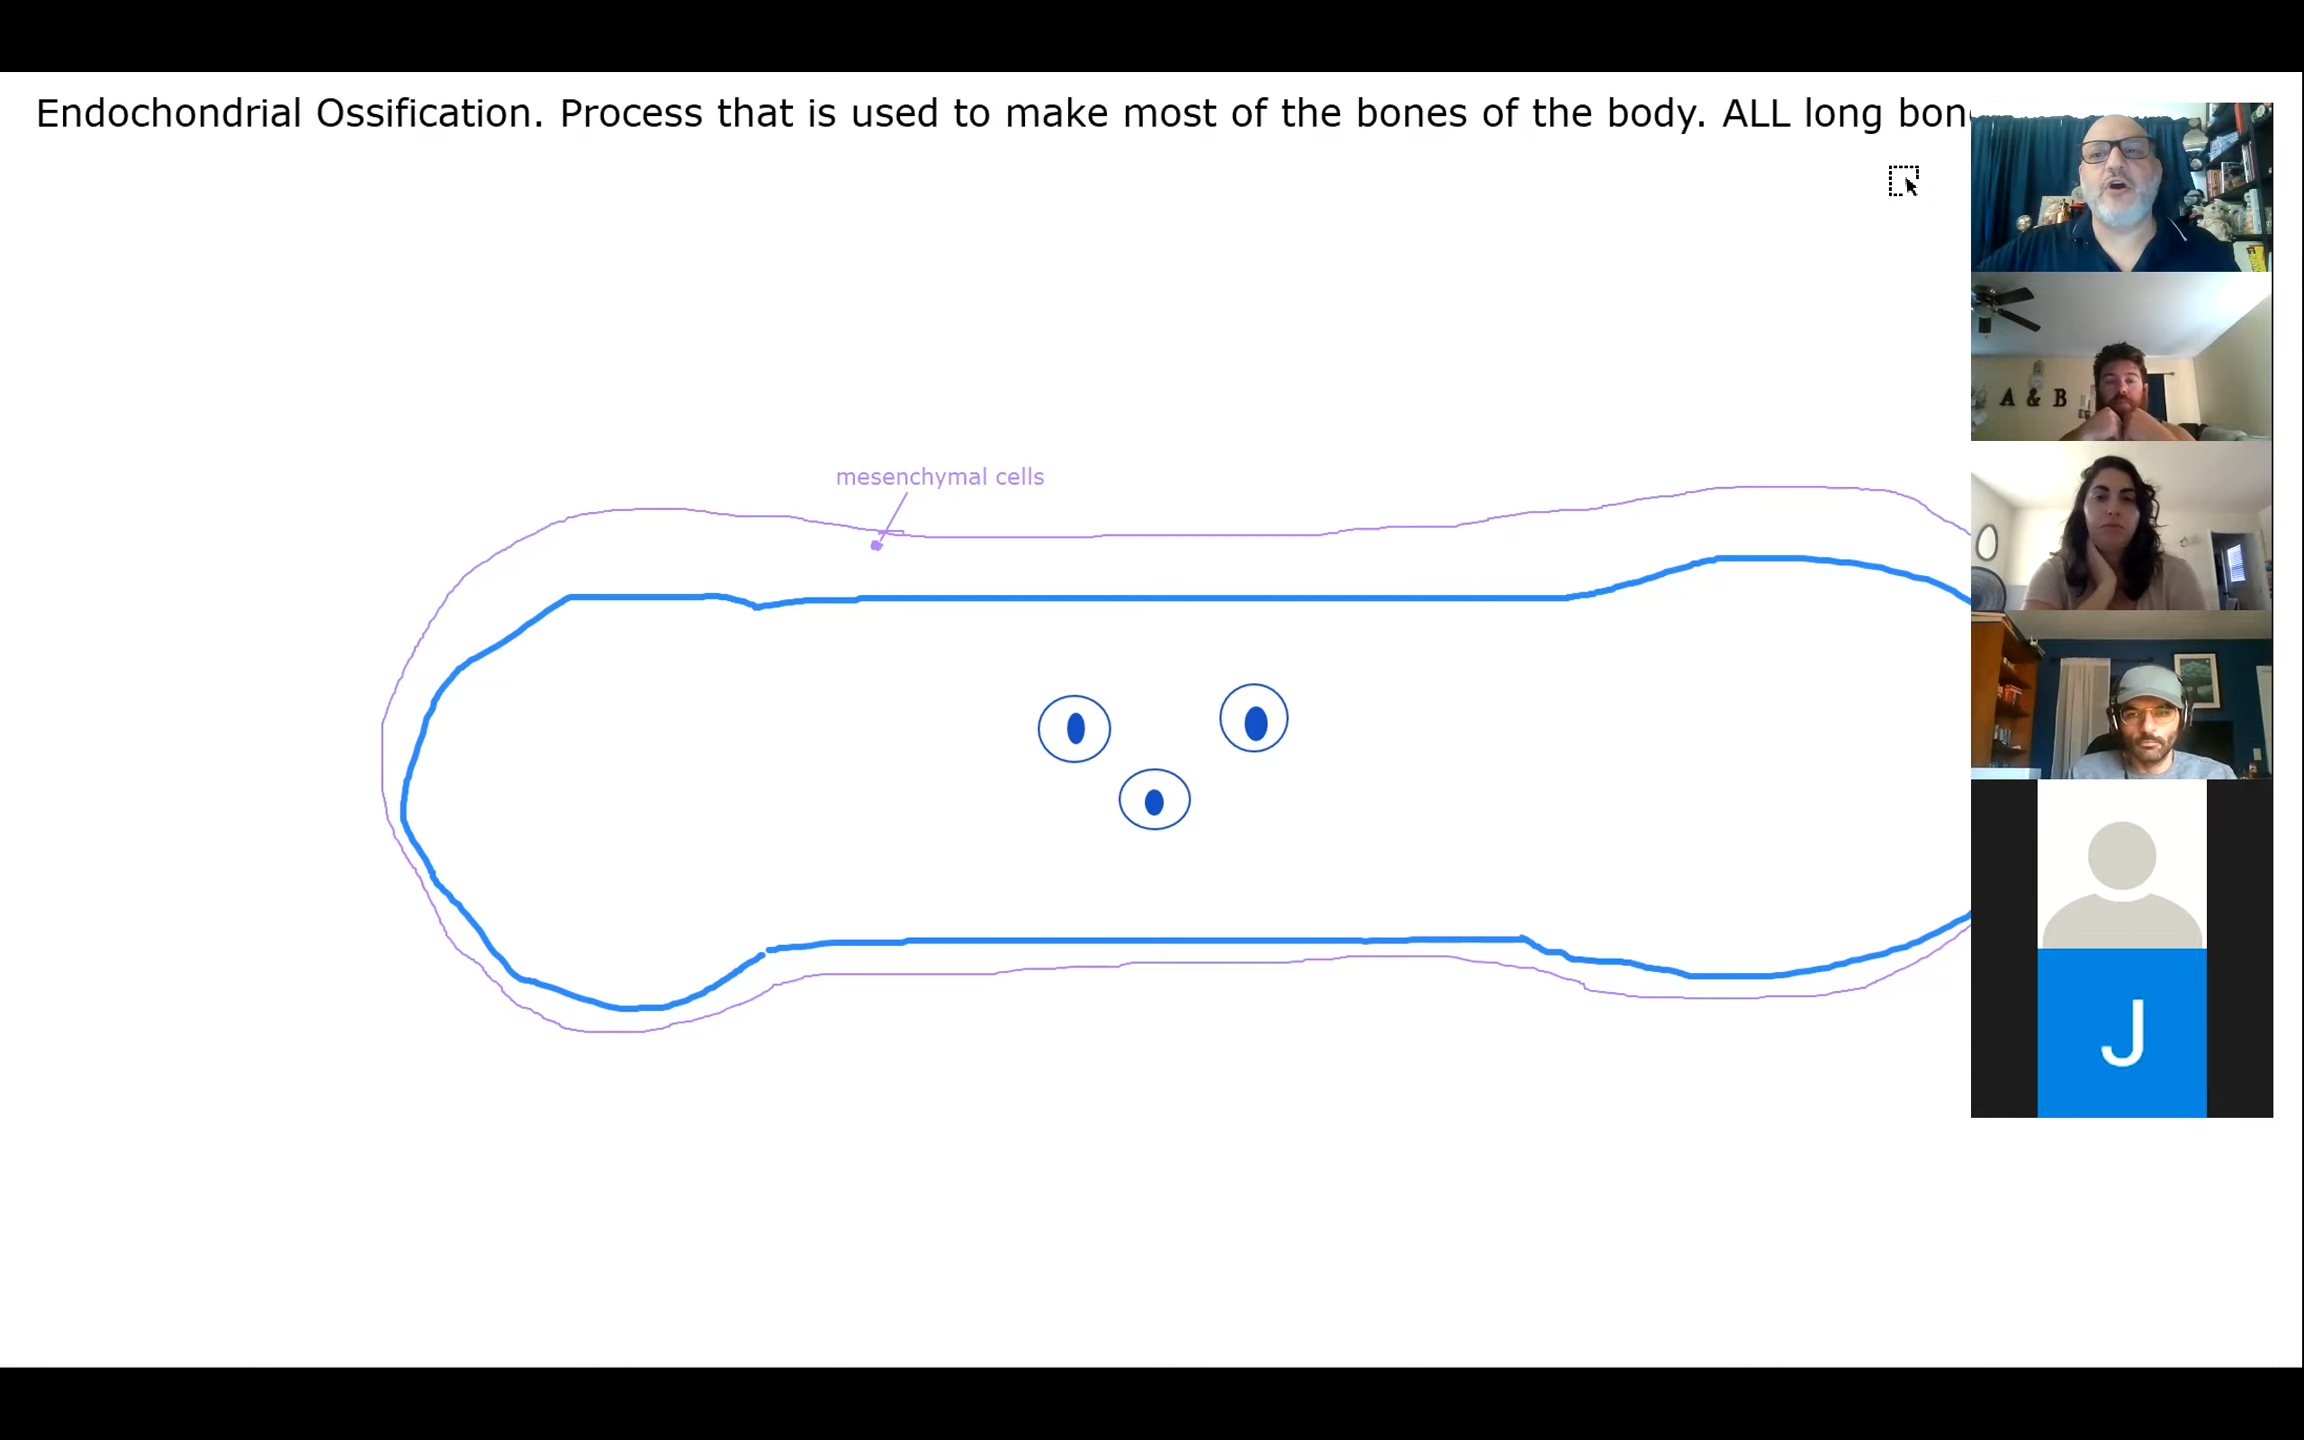 Endochondrial Ossification. Process that is used to make most of the bones of the body. ALL long
A & B
mesenchymal cells
J